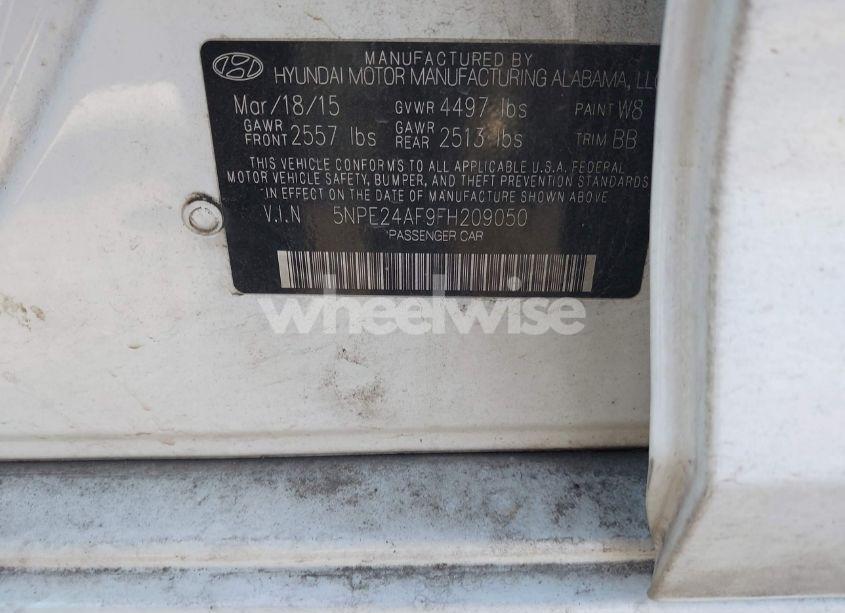 MANUFACTURED BY
HYUNDAI MOTOR MANUFACTURING ALABAMA, LLC
Mar/18/15 GVWR 4497 lbs PAINT W8
GAWR FRONT 2557 lbs GAWR REAR 2513 lbs TRIM BB
THIS VEHICLE CONFORMS TO ALL APPLICABLE U.S.A. FEDERAL
MOTOR VEHICLE SAFETY, BUMPER, AND THEFT PREVENTION STANDARDS
IN EFFECT ON THE DATE OF MANUFACTURE SHOWN ABOVE.
V.I.N 5NPE24AF9FH209050
PASSENGER CAR
wheelwise